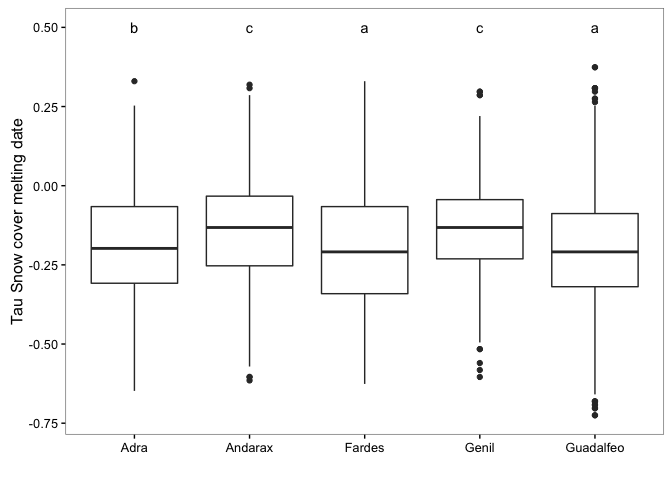 b c a c a
Tau Snow cover melting date
0.50
0.25
0.00
-0.25
-0.50
-0.75
Adra Andarax Fardes Genil Guadalfeo